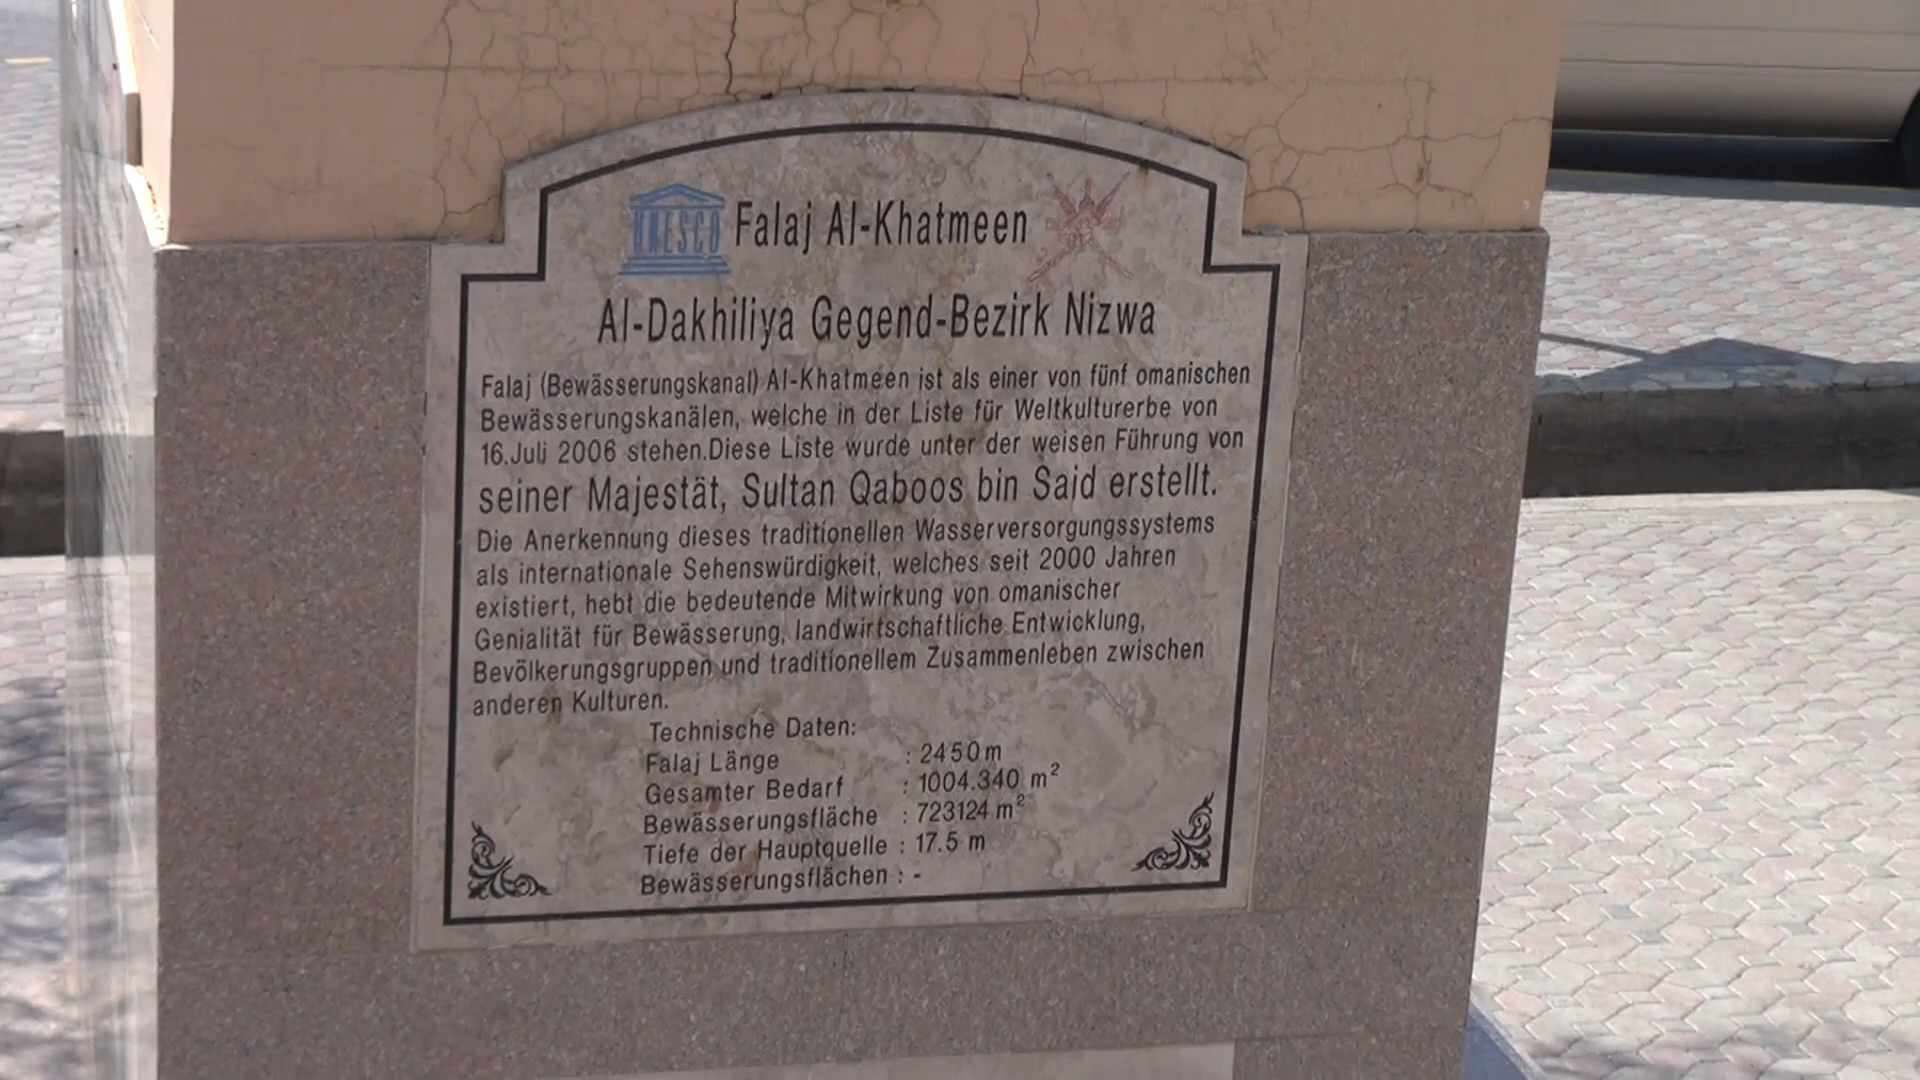 UNESCO Falaj Al-Khatmeen
Al-Dakhiliya Gegend-Bezirk Nizwa
Falaj (Bewässerungskanal) Al-Khatmeen ist als einer von fünf omanischen
Bewässerungskanälen, welche in der Liste für Weltkulturerbe von
16.Juli 2006 stehen.Diese Liste wurde unter der weisen Führung von
seiner Majestät, Sultan Qaboos bin Said erstellt.
Die Anerkennung dieses traditionellen Wasserversorgungssystems
als internationale Sehenswürdigkeit, welches seit 2000 Jahren
existiert, hebt die bedeutende Mitwirkung von omanischer
Genialität für Bewässerung, landwirtschaftliche Entwicklung,
Bevölkerungsgruppen und traditionellem Zusammenleben zwischen
anderen Kulturen.
Technische Daten:
Falaj Länge : 2450 m
Gesamter Bedarf : 1004.340 m²
Bewässerungsfläche : 723124 m²
Tiefe der Hauptquelle : 17.5 m
Bewässerungsflächen : -